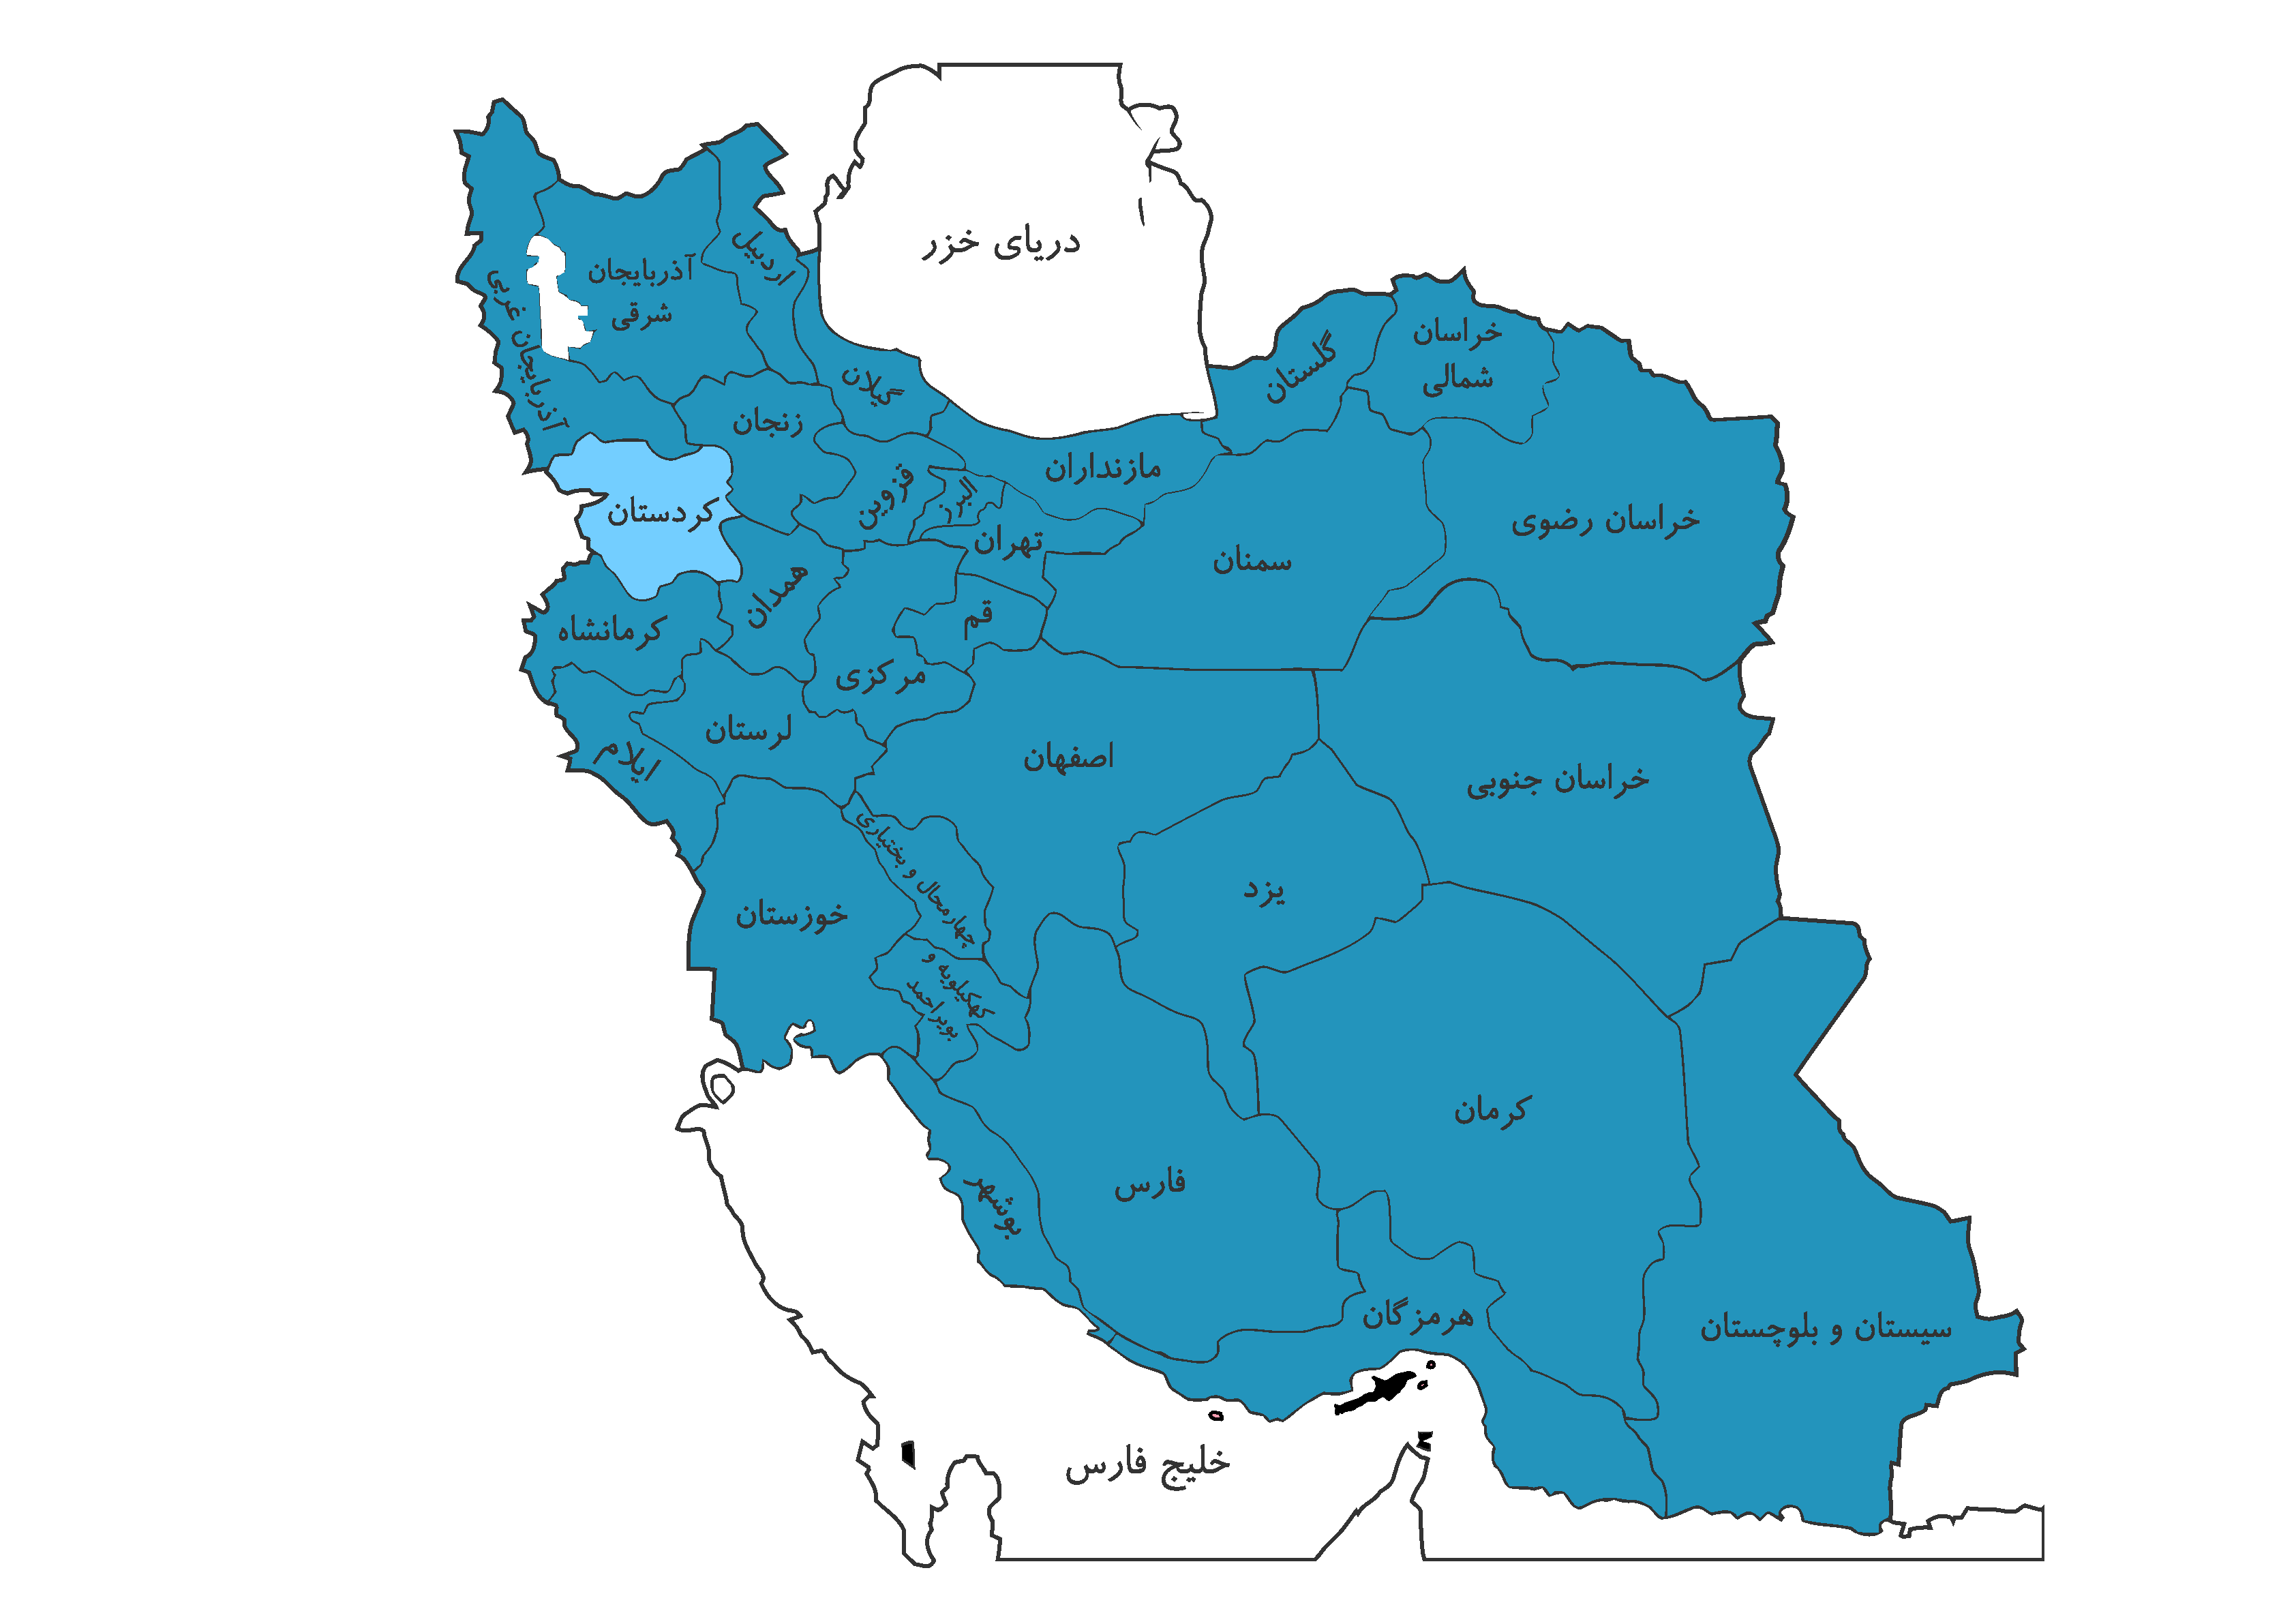 دریای خزر
اردبیل
آذربایجان
شرقی
آذربایجان غربی
گیلان
زنجان
گلستان
خراسان
شمالی
مازنداران
قزوین
البرز
تهران
کردستان
خراسان رضوی
سمنان
همدان
قم
کرمانشاه
مرکزی
لرستان
ایلام
اصفهان
خراسان جنوبی
چهارمحال و بختیاری
یزد
خوزستان
کهکیلویه و
بویراحمد
کرمان
فارس
بوشهر
هرمزگان
سیستان و بلوچستان
خلیج فارس